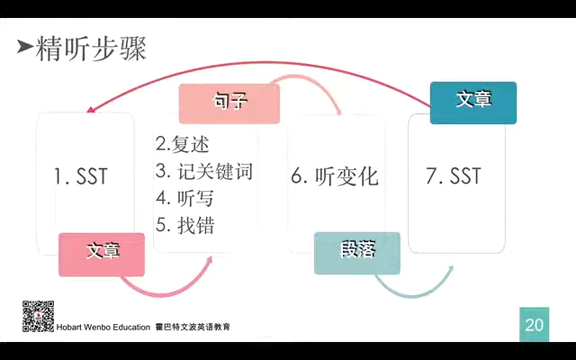 ➤精听步骤
1. SST
文章
句子
2.复述
3. 记关键词
4. 听写
5. 找错
6. 听变化
段落
文章
7. SST
Hobart Wenbo Education 霍巴特文波英语教育
20